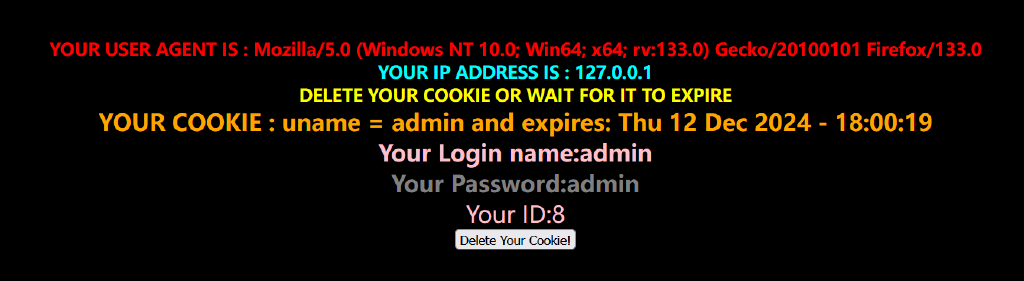 YOUR USER AGENT IS : Mozilla/5.0 (Windows NT 10.0; Win64; x64; rv:133.0) Gecko/20100101 Firefox/133.0
YOUR IP ADDRESS IS : 127.0.0.1
DELETE YOUR COOKIE OR WAIT FOR IT TO EXPIRE
YOUR COOKIE : uname = admin and expires: Thu 12 Dec 2024 - 18:00:19
Your Login name:admin
Your Password:admin
Your ID:8
Delete Your Cookie!